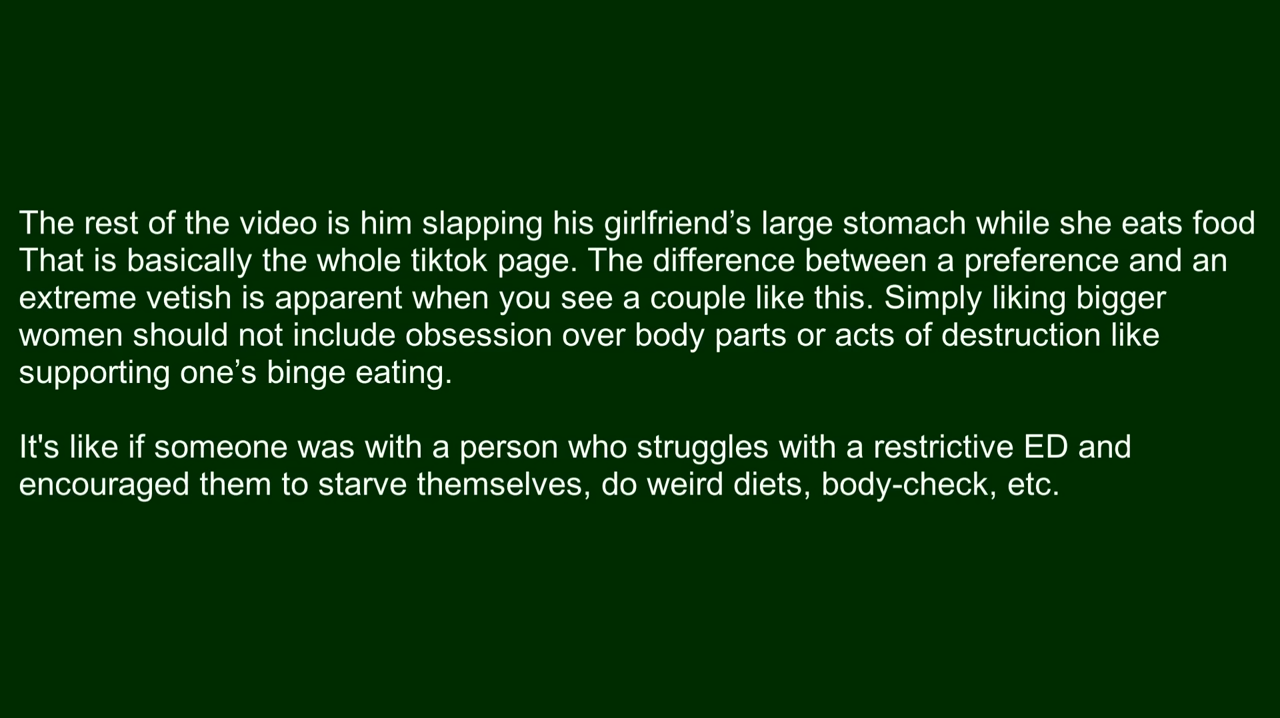 The rest of the video is him slapping his girlfriend’s large stomach while she eats food
That is basically the whole tiktok page. The difference between a preference and an
extreme vetish is apparent when you see a couple like this. Simply liking bigger
women should not include obsession over body parts or acts of destruction like
supporting one’s binge eating.
It's like if someone was with a person who struggles with a restrictive ED and
encouraged them to starve themselves, do weird diets, body-check, etc.